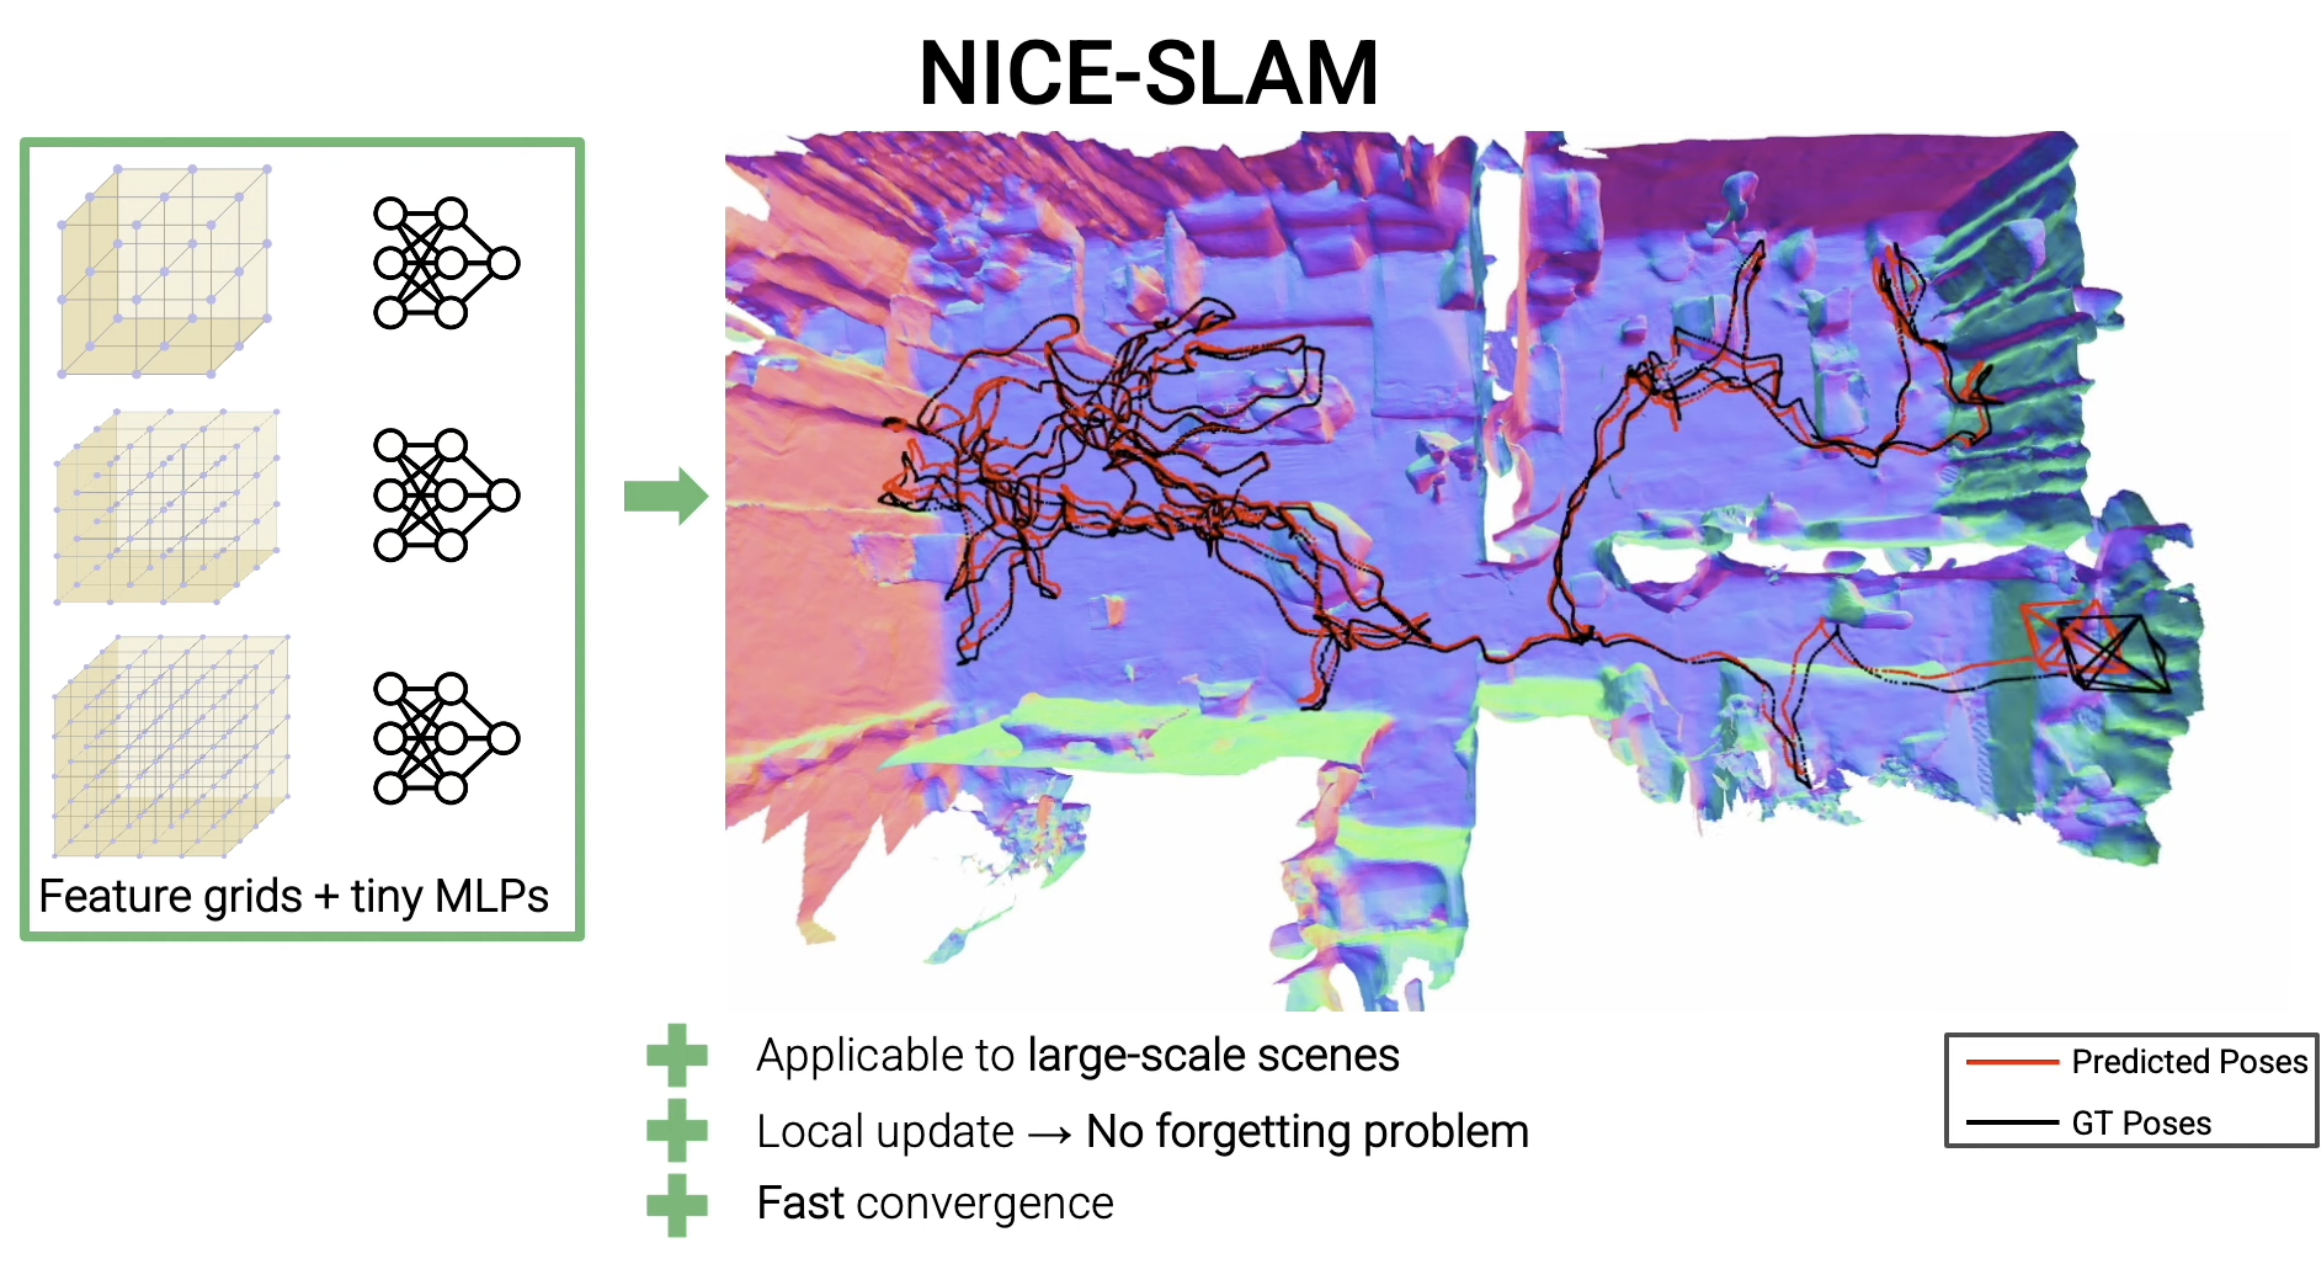 NICE-SLAM
Feature grids + tiny MLPs
Applicable to large-scale scenes
Local update → No forgetting problem
Fast convergence
Predicted Poses
GT Poses